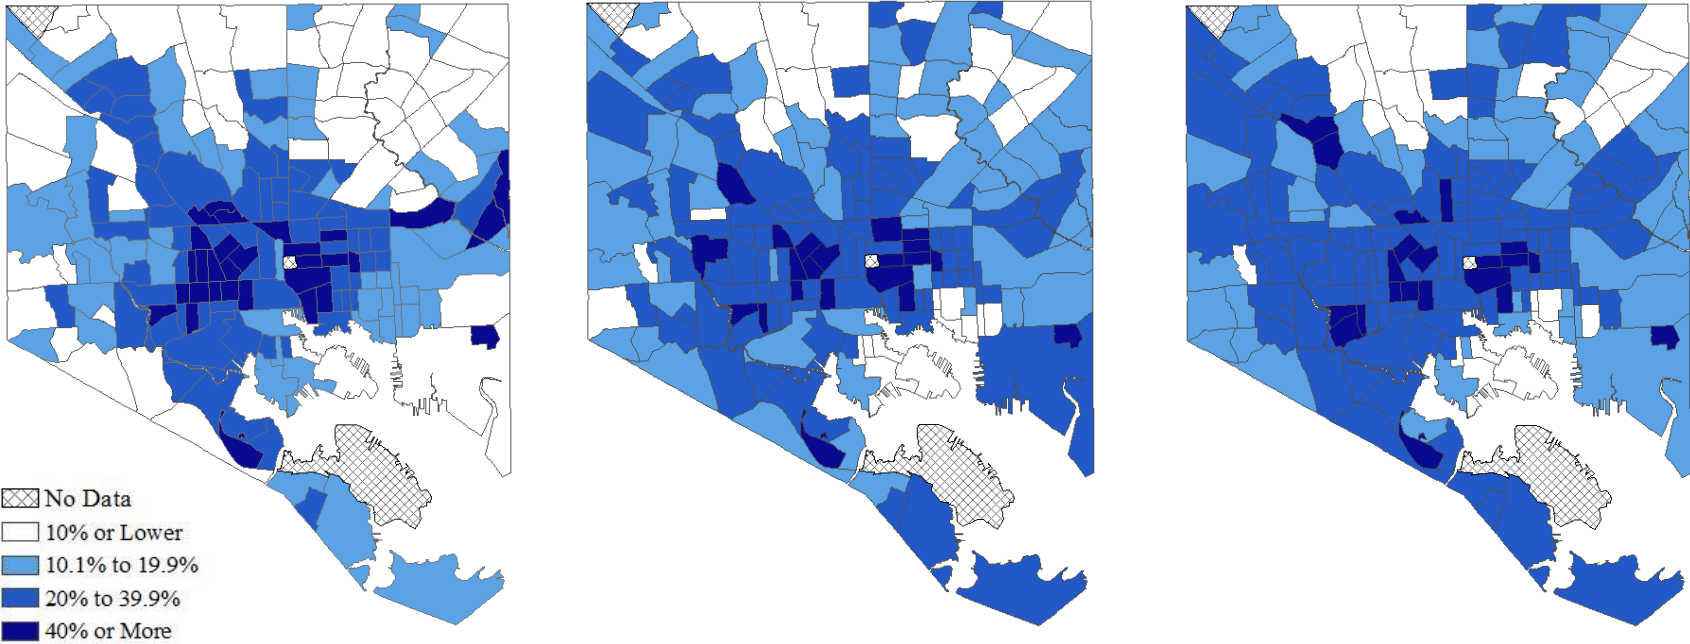 No Data
10% or Lower
10.1% to 19.9%
20% to 39.9%
40% or More